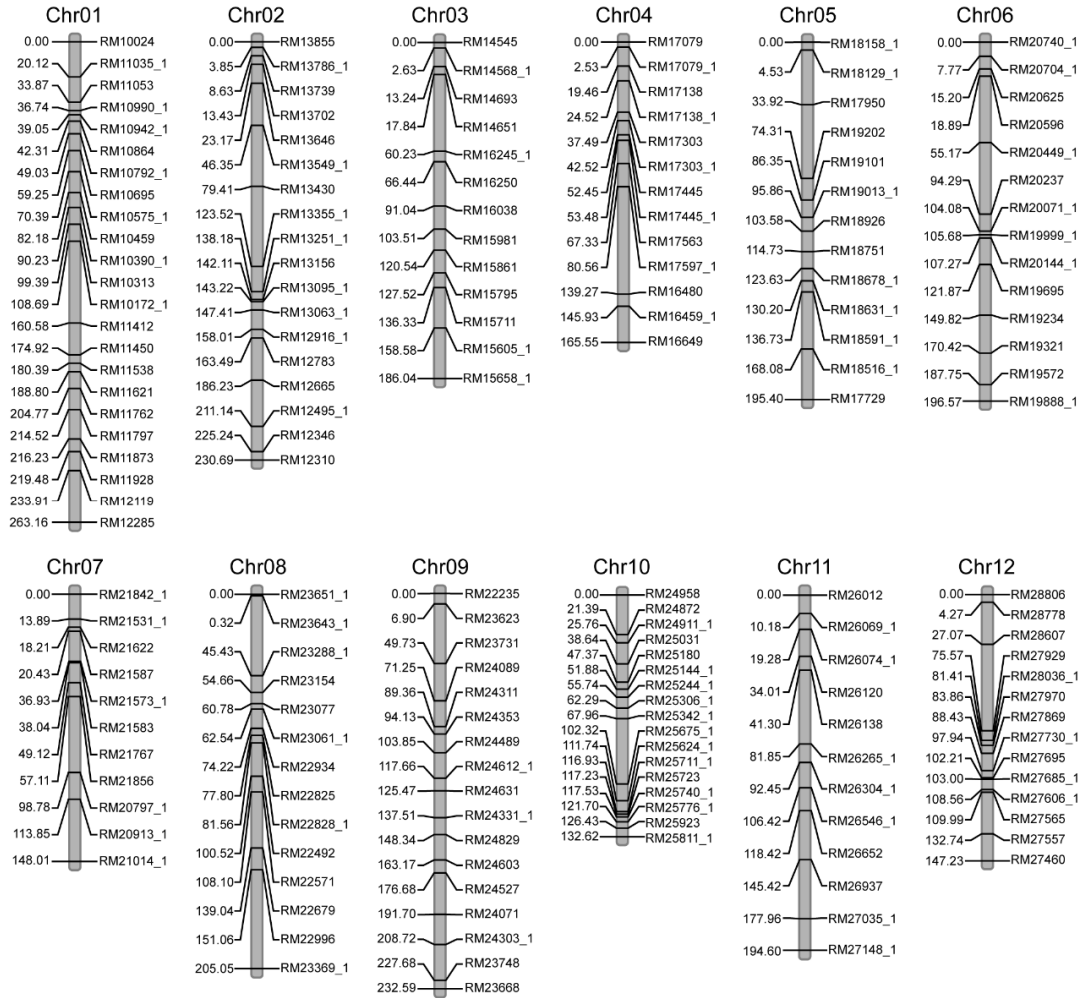 Chr01
0.00 RM10024
20.12 RM11035_1
33.87 RM11053
36.74 RM10990_1
39.05 RM10942_1
42.31 RM10864
49.03 RM10792_1
59.25 RM10695
70.39 RM10575_1
82.18 RM10459
90.23 RM10390_1
99.39 RM10313
108.69 RM10172_1
160.58 RM11412
174.92 RM11450
180.39 RM11538
188.80 RM11621
204.77 RM11762
214.52 RM11797
216.23 RM11873
219.48 RM11928
233.91 RM12119
263.16 RM12285
Chr02
0.00 RM13855
3.85 RM13786_1
8.63 RM13739
13.43 RM13702
23.17 RM13646
46.35 RM13549_1
79.41 RM13430
123.52 RM13355_1
138.18 RM13251_1
142.11 RM13156
143.22 RM13095_1
147.41 RM13063_1
158.01 RM12916_1
163.49 RM12783
186.23 RM12665
211.14 RM12495_1
225.24 RM12346
230.69 RM12310
Chr03
0.00 RM14545
2.63 RM14568_1
13.24 RM14693
17.84 RM14651
60.23 RM16245_1
66.44 RM16250
91.04 RM16038
103.51 RM15981
120.54 RM15861
127.52 RM15795
136.33 RM15711
158.58 RM15605_1
186.04 RM15658_1
Chr04
0.00 RM17079
2.53 RM17079_1
19.46 RM17138
24.52 RM17138_1
37.49 RM17303
42.52 RM17303_1
52.45 RM17445
53.48 RM17445_1
67.33 RM17563
80.56 RM17597_1
139.27 RM16480
145.93 RM16459_1
165.55 RM16649
Chr05
0.00 RM18158_1
4.53 RM18129_1
33.92 RM17950
74.31 RM19202
86.35 RM19101
95.86 RM19013_1
103.58 RM18926
114.73 RM18751
123.63 RM18678_1
130.20 RM18631_1
136.73 RM18591_1
168.08 RM18516_1
195.40 RM17729
Chr06
0.00 RM20740_1
7.77 RM20704_1
15.20 RM20625
18.89 RM20596
55.17 RM20449_1
94.29 RM20237
104.08 RM20071_1
105.68 RM19999_1
107.27 RM20144_1
121.87 RM19695
149.82 RM19234
170.42 RM19321
187.75 RM19572
196.57 RM19888_1
Chr07
0.00 RM21842_1
13.89 RM21531_1
18.21 RM21622
20.43 RM21587
36.93 RM21573_1
38.04 RM21583
49.12 RM21767
57.11 RM21856
98.78 RM20797_1
113.85 RM20913_1
148.01 RM21014_1
Chr08
0.00 RM23651_1
0.32 RM23643_1
45.43 RM23288_1
54.66 RM23154
60.78 RM23077
62.54 RM23061_1
74.22 RM22934
77.80 RM22825
81.56 RM22828_1
100.52 RM22492
108.10 RM22571
139.04 RM22679
151.06 RM22996
205.05 RM23369_1
Chr09
0.00 RM22235
6.90 RM23623
49.73 RM23731
71.25 RM24089
89.36 RM24311
94.13 RM24353
103.85 RM24489
117.66 RM24612_1
125.47 RM24631
137.51 RM24331_1
148.34 RM24829
163.17 RM24603
176.68 RM24527
191.70 RM24071
208.72 RM24303_1
227.68 RM23748
232.59 RM23668
Chr10
0.00 RM24958
21.39 RM24872
25.76 RM24911_1
38.64 RM25031
47.37 RM25180
51.88 RM25144_1
55.74 RM25244_1
62.29 RM25306_1
67.96 RM25342_1
102.32 RM25675_1
111.74 RM25624_1
116.93 RM25711_1
117.23 RM25723
117.53 RM25740_1
121.70 RM25776_1
126.43 RM25923
132.62 RM25811_1
Chr11
0.00 RM26012
10.18 RM26069_1
19.28 RM26074_1
34.01 RM26120
41.30 RM26138
81.85 RM26265_1
92.45 RM26304_1
106.42 RM26546_1
118.42 RM26652
145.42 RM26937
177.96 RM27035_1
194.60 RM27148_1
Chr12
0.00 RM28806
4.27 RM28778
27.07 RM28607
75.57 RM27929
81.41 RM28036_1
83.86 RM27970
88.43 RM27869
97.94 RM27730_1
102.21 RM27695
103.00 RM27685_1
108.56 RM27606_1
109.99 RM27565
132.74 RM27557
147.23 RM27460